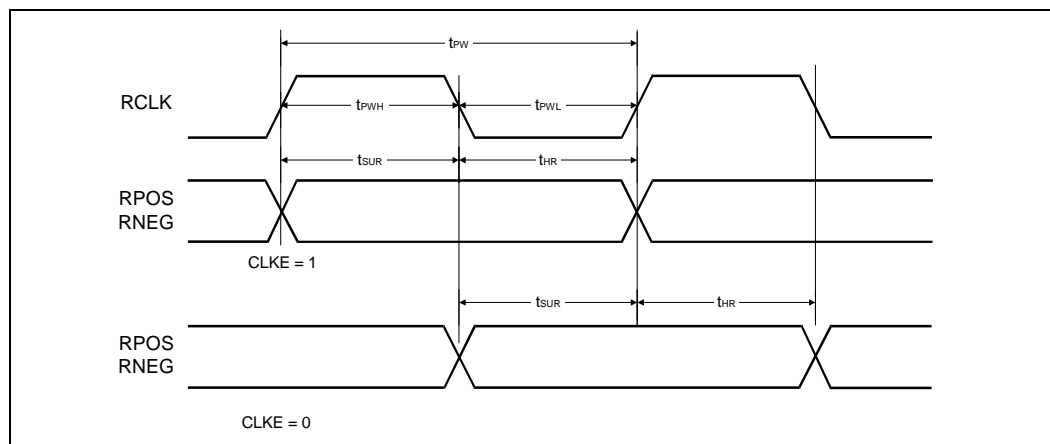 tPW
RCLK
tPWH
tPWL
tSUR
tHR
RPOS
RNEG
CLKE = 1
tSUR
tHR
RPOS
RNEG
CLKE = 0